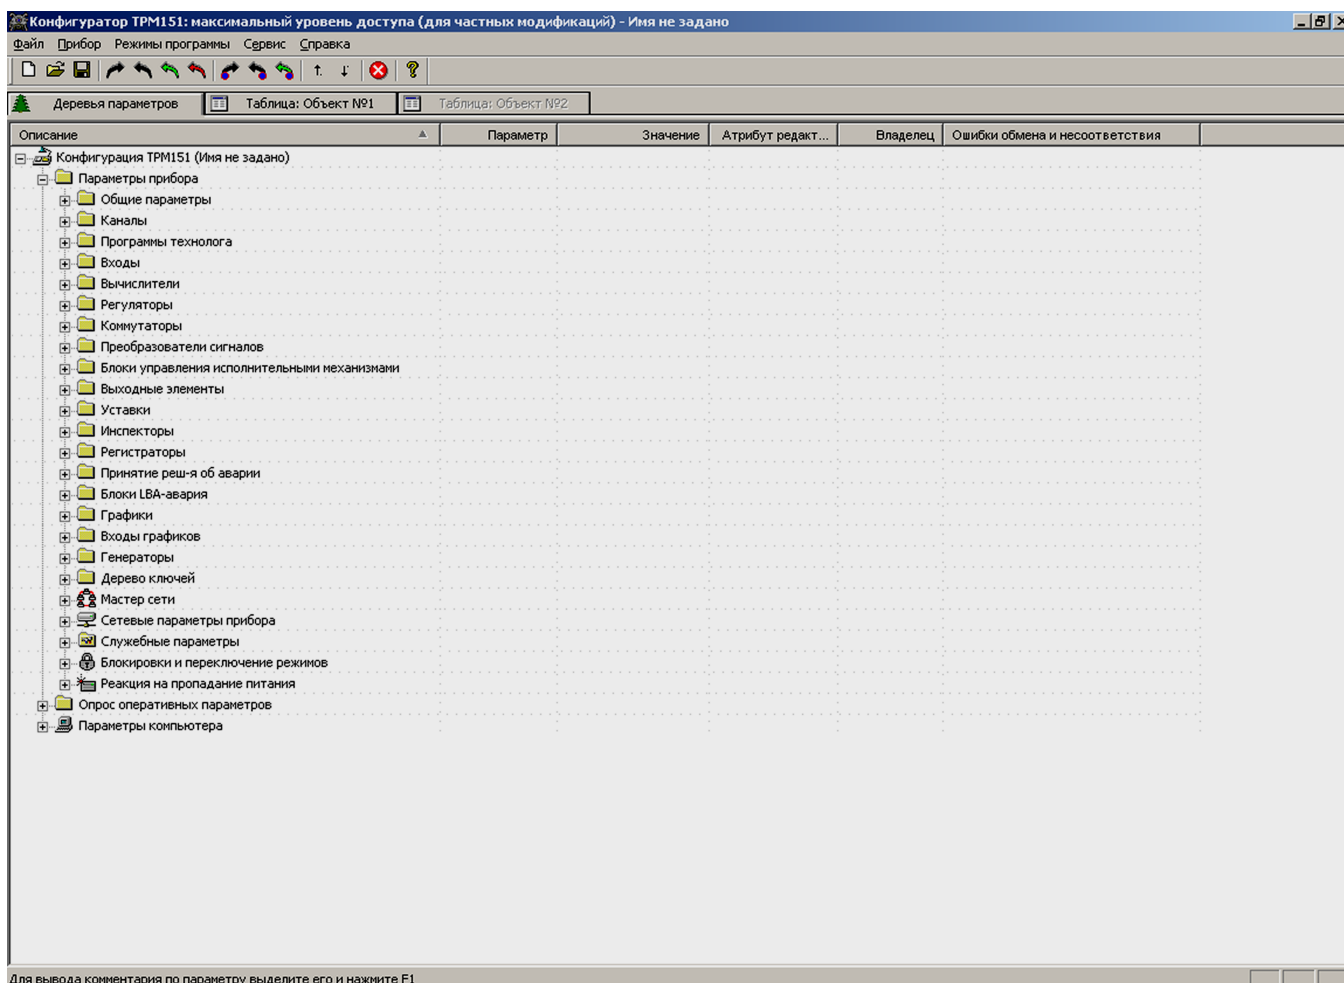 Конфигуратор ТРМ151: максимальный уровень доступа (для частных модификаций) - Имя не задано
Файл Прибор Режимы программы Сервис Справка
Деревья параметров Таблица: Объект №1 Таблица: Объект №2
Описание Параметр Значение Атрибут редакт... Владелец Ошибки обмена и несоответствия
Конфигурация ТРМ151 (Имя не задано)
Параметры прибора
Общие параметры
Каналы
Программы технолога
Входы
Вычислители
Регуляторы
Коммутаторы
Преобразователи сигналов
Блоки управления исполнительными механизмами
Выходные элементы
Уставки
Инспекторы
Регистраторы
Принятие реш-я об аварии
Блоки LBA-авария
Графики
Входы графиков
Генераторы
Дерево ключей
Мастер сети
Сетевые параметры прибора
Служебные параметры
Блокировки и переключение режимов
Реакция на пропадание питания
Опрос оперативных параметров
Параметры компьютера
Для вывода комментария по параметру выделите его и нажмите F1